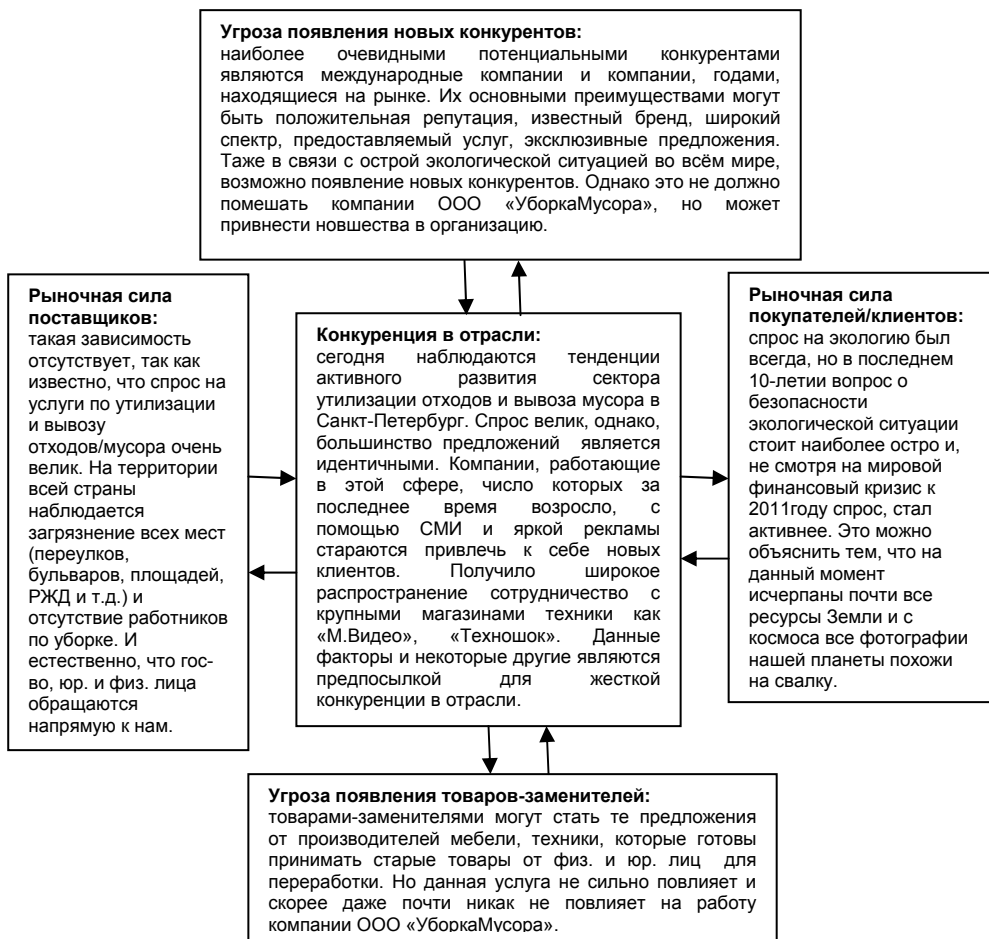 Угроза появления новых конкурентов:
наиболее очевидными потенциальными конкурентами
являются международные компании и компании, годами,
находящиеся на рынке. Их основными преимуществами могут
быть положительная репутация, известный бренд, широкий
спектр, предоставляемый услуг, эксклюзивные предложения.
Таже в связи с острой экологической ситуацией во всём мире,
возможно появление новых конкурентов. Однако это не должно
помешать компании ООО «УборкаМусора», но может
привнести новшества в организацию.
Рыночная сила
поставщиков:
такая зависимость
отсутствует, так как
известно, что спрос на
услуги по утилизации
и вывозу
отходов/мусора очень
велик. На территории
всей страны
наблюдается
загрязнение всех мест
(переулков,
бульваров, площадей,
РЖД и т.д.) и
отсутствие работников
по уборке. И
естественно, что гос-
во, юр. и физ. лица
обращаются
напрямую к нам.
Конкуренция в отрасли:
сегодня наблюдаются тенденции
активного развития сектора
утилизации отходов и вывоза мусора в
Санкт-Петербург. Спрос велик, однако,
большинство предложений является
идентичными. Компании, работающие
в этой сфере, число которых за
последнее время возросло, с
помощью СМИ и яркой рекламы
стараются привлечь к себе новых
клиентов. Получило широкое
распространение сотрудничество с
крупными магазинами техники как
«М.Видео», «Техношок». Данные
факторы и некоторые другие являются
предпосылкой для жесткой
конкуренции в отрасли.
Рыночная сила
покупателей/клиентов:
спрос на экологию был
всегда, но в последнем
10-летии вопрос о
безопасности
экологической ситуации
стоит наиболее остро и,
не смотря на мировой
финансовый кризис к
2011году спрос, стал
активнее. Это можно
объяснить тем, что на
данный момент
исчерпаны почти все
ресурсы Земли и с
космоса все фотографии
нашей планеты похожи
на свалку.
Угроза появления товаров-заменителей:
товарами-заменителями могут стать те предложения
от производителей мебели, техники, которые готовы
принимать старые товары от физ. и юр. лиц для
переработки. Но данная услуга не сильно повлияет и
скорее даже почти никак не повлияет на работу
компании ООО «УборкаМусора».